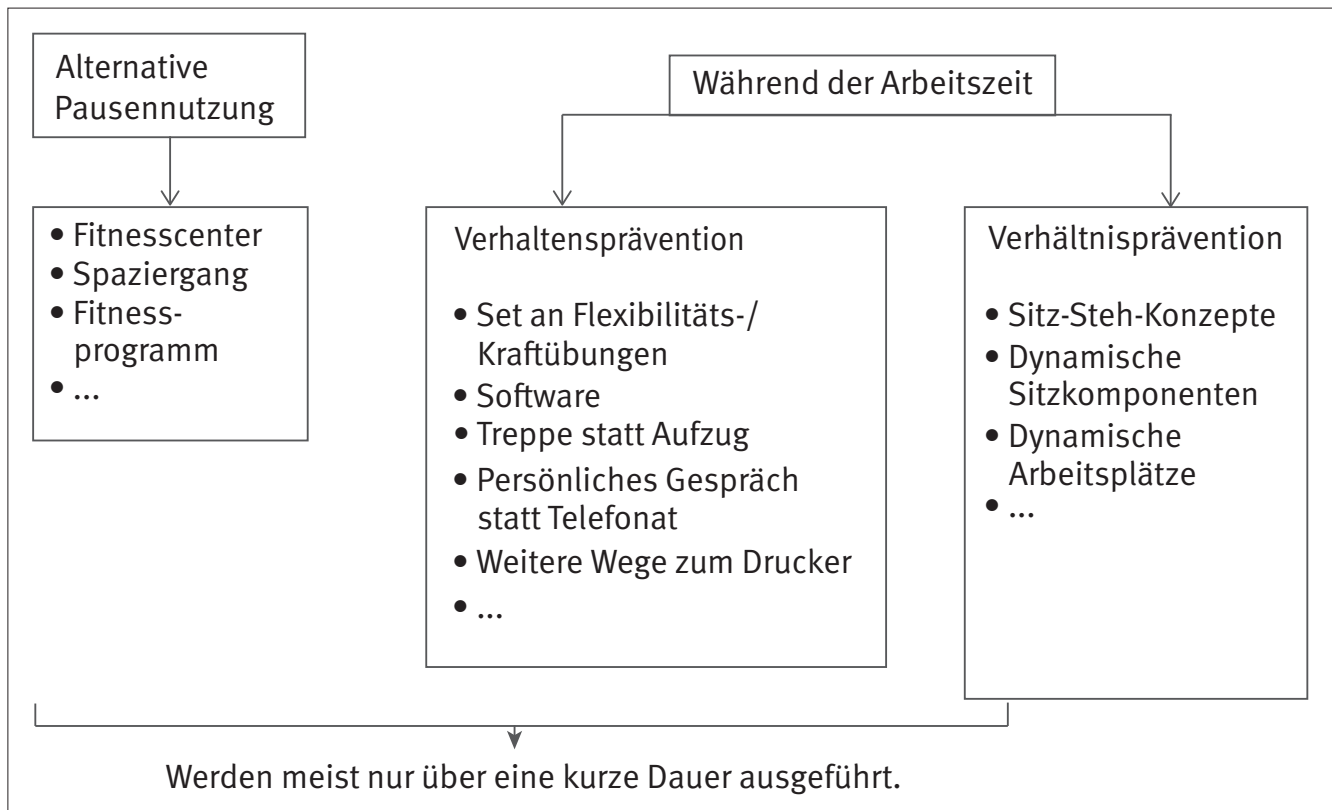 Alternative
Pausennutzung
• Fitnesscenter
• Spaziergang
• Fitness-
programm
• ...
Während der Arbeitszeit
Verhaltensprävention
• Set an Flexibilitäts-/
Kraftübungen
• Software
• Treppe statt Aufzug
• Persönliches Gespräch
statt Telefonat
• Weitere Wege zum Drucker
• ...
Verhältnisprävention
• Sitz-Steh-Konzepte
• Dynamische
Sitzkomponenten
• Dynamische
Arbeitsplätze
• ...
Werden meist nur über eine kurze Dauer ausgeführt.